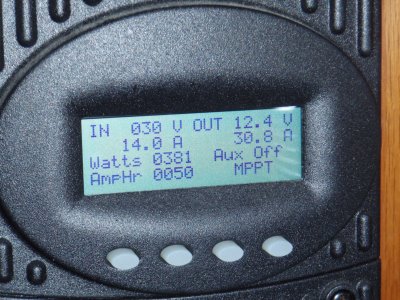 IN 030 V OUT 12.4 V
14.0 A 30.8 A
Watts 0381 Aux Off
AmpHr 0050 MPPT